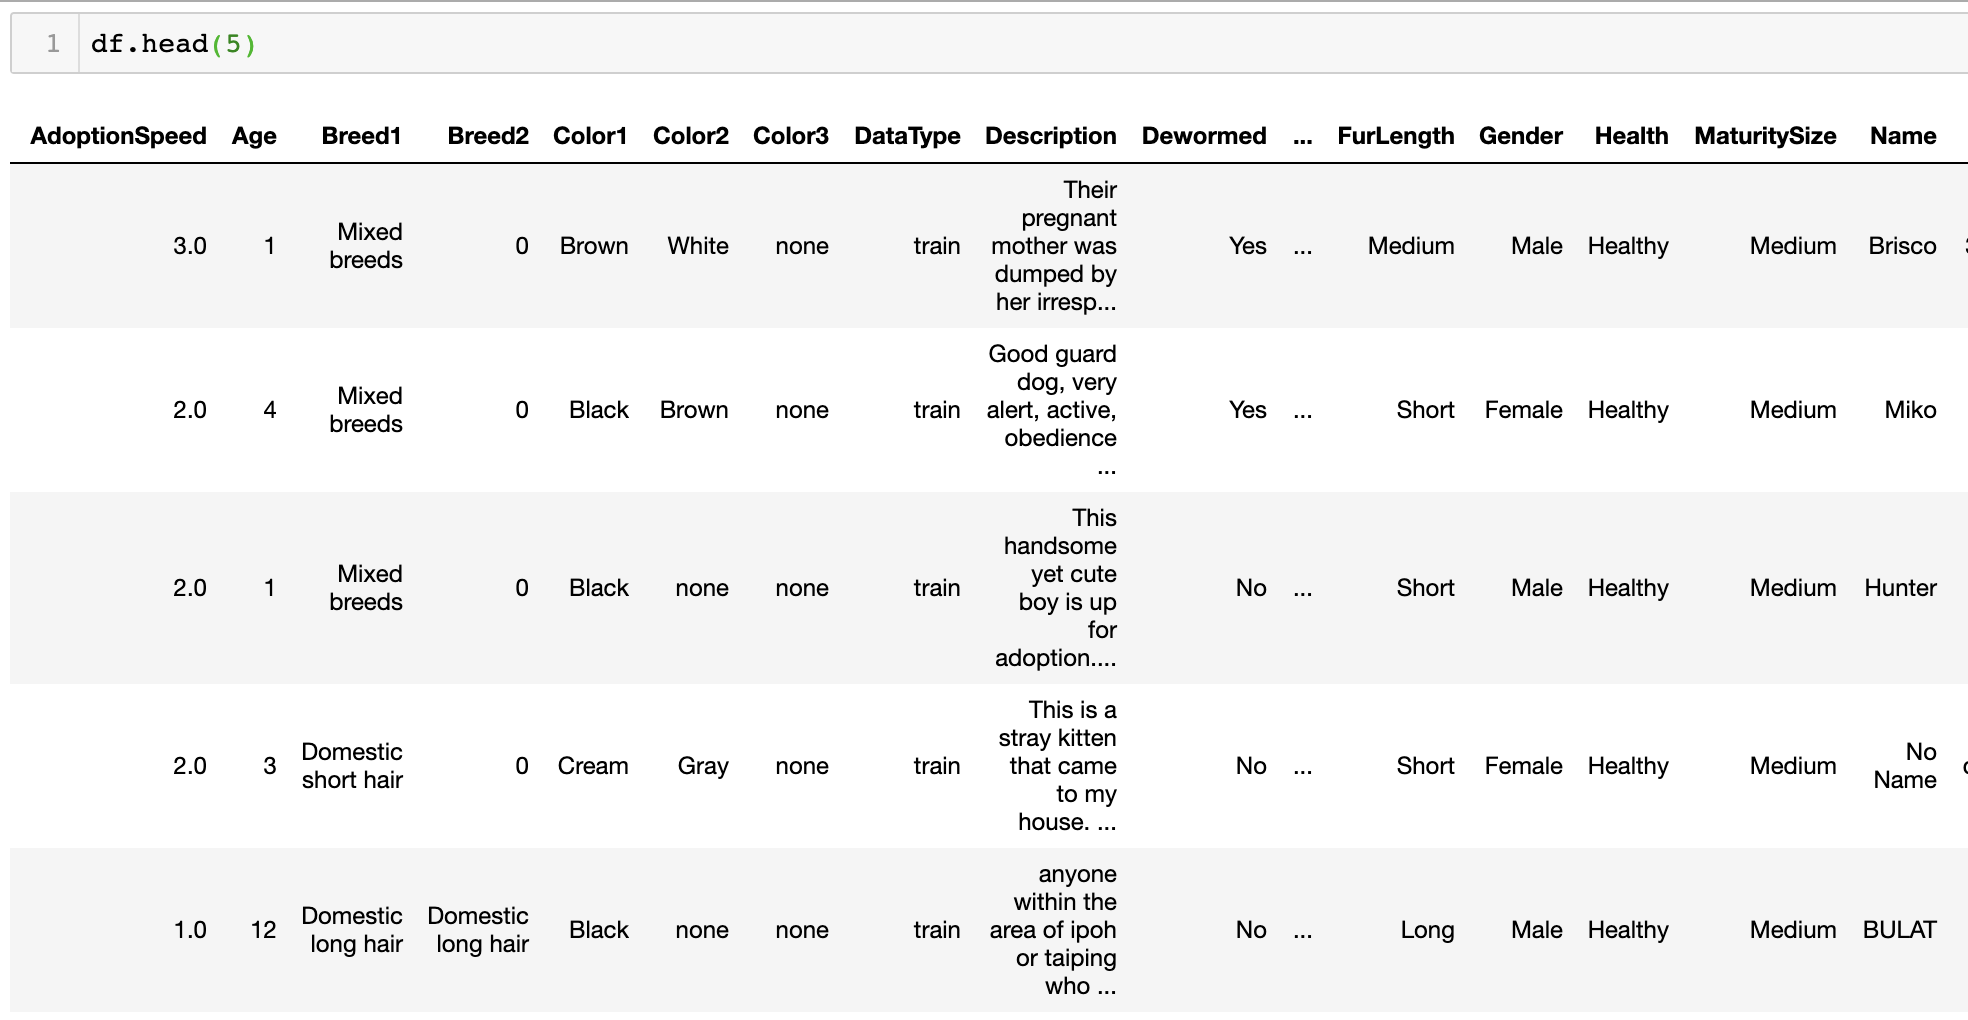 1 df.head(5)
AdoptionSpeed Age Breed1 Breed2 Color1 Color2 Color3 DataType Description Dewormed ... FurLength Gender Health MaturitySize Name
3.0 1 Mixed breeds 0 Brown White none train Their pregnant mother was dumped by her irresp... Yes ... Medium Male Healthy Medium Brisco
2.0 4 Mixed breeds 0 Black Brown none train Good guard dog, very alert, active, obedience ... Yes ... Short Female Healthy Medium Miko
2.0 1 Mixed breeds 0 Black none none train This handsome yet cute boy is up for adoption.... No ... Short Male Healthy Medium Hunter
2.0 3 Domestic short hair 0 Cream Gray none train This is a stray kitten that came to my house. ... No ... Short Female Healthy Medium No Name
1.0 12 Domestic long hair Domestic long hair Black none none train anyone within the area of ipoh or taiping who ... No ... Long Male Healthy Medium BULAT